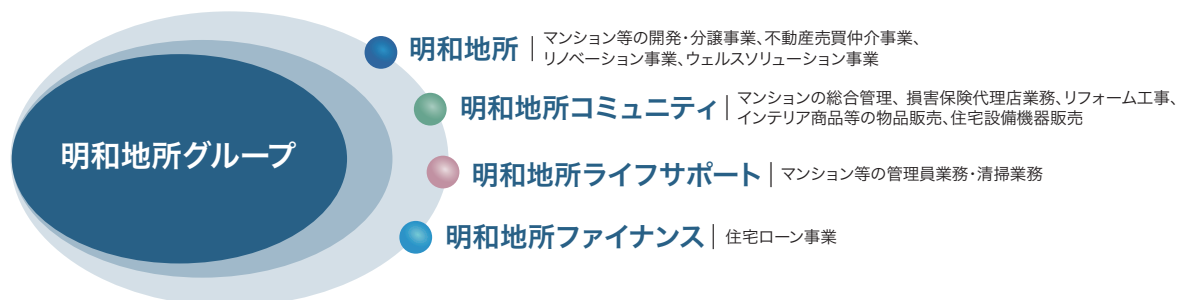 明和地所グループ
明和地所
マンション等の開発・分譲事業、不動産売買仲介事業、
リノベーション事業、ウェルスソリューション事業
明和地所コミュニティ
マンションの総合管理、損害保険代理店業務、リフォーム工事、
インテリア商品等の物品販売、住宅設備機器販売
明和地所ライフサポート
マンション等の管理員業務・清掃業務
明和地所ファイナンス
住宅ローン事業